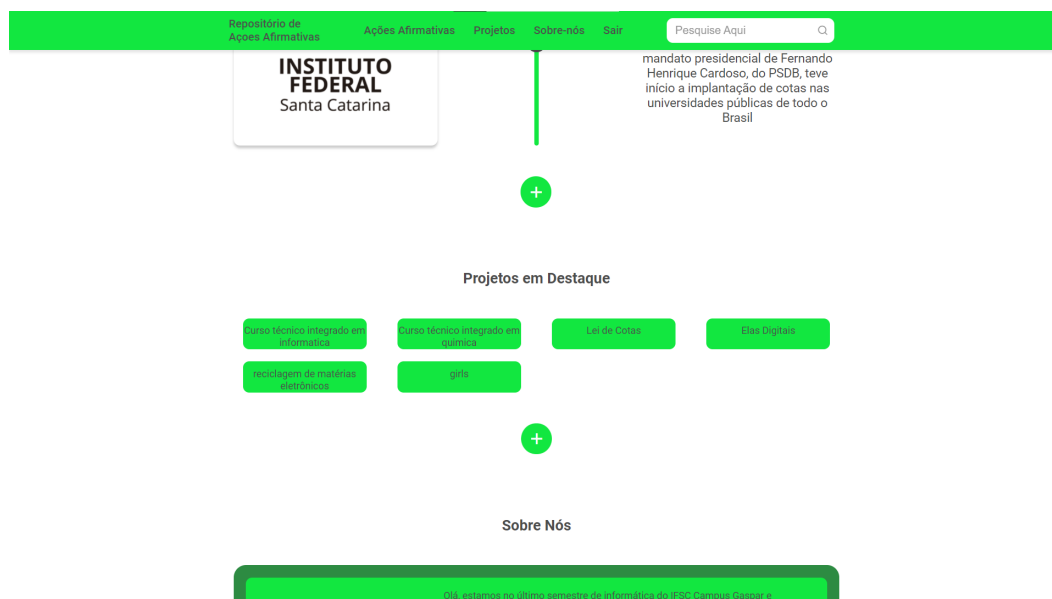 Repositório de
Açoes Afirmativas
Ações Afirmativas
Projetos
Sobre-nós
Sair
Pesquise Aqui
INSTITUTO
FEDERAL
Santa Catarina
mandato presidencial de Fernando
Henrique Cardoso, do PSDB, teve
início a implantação de cotas nas
universidades públicas de todo o
Brasil
+
Projetos em Destaque
Curso técnico integrado em
informatica
Curso técnico integrado em
quimica
Lei de Cotas
Elas Digitais
reciclagem de matérias
eletrônicos
girls
+
Sobre Nós
Olá, estamos no último semestre de informática do IFSC Campus Gaspar e